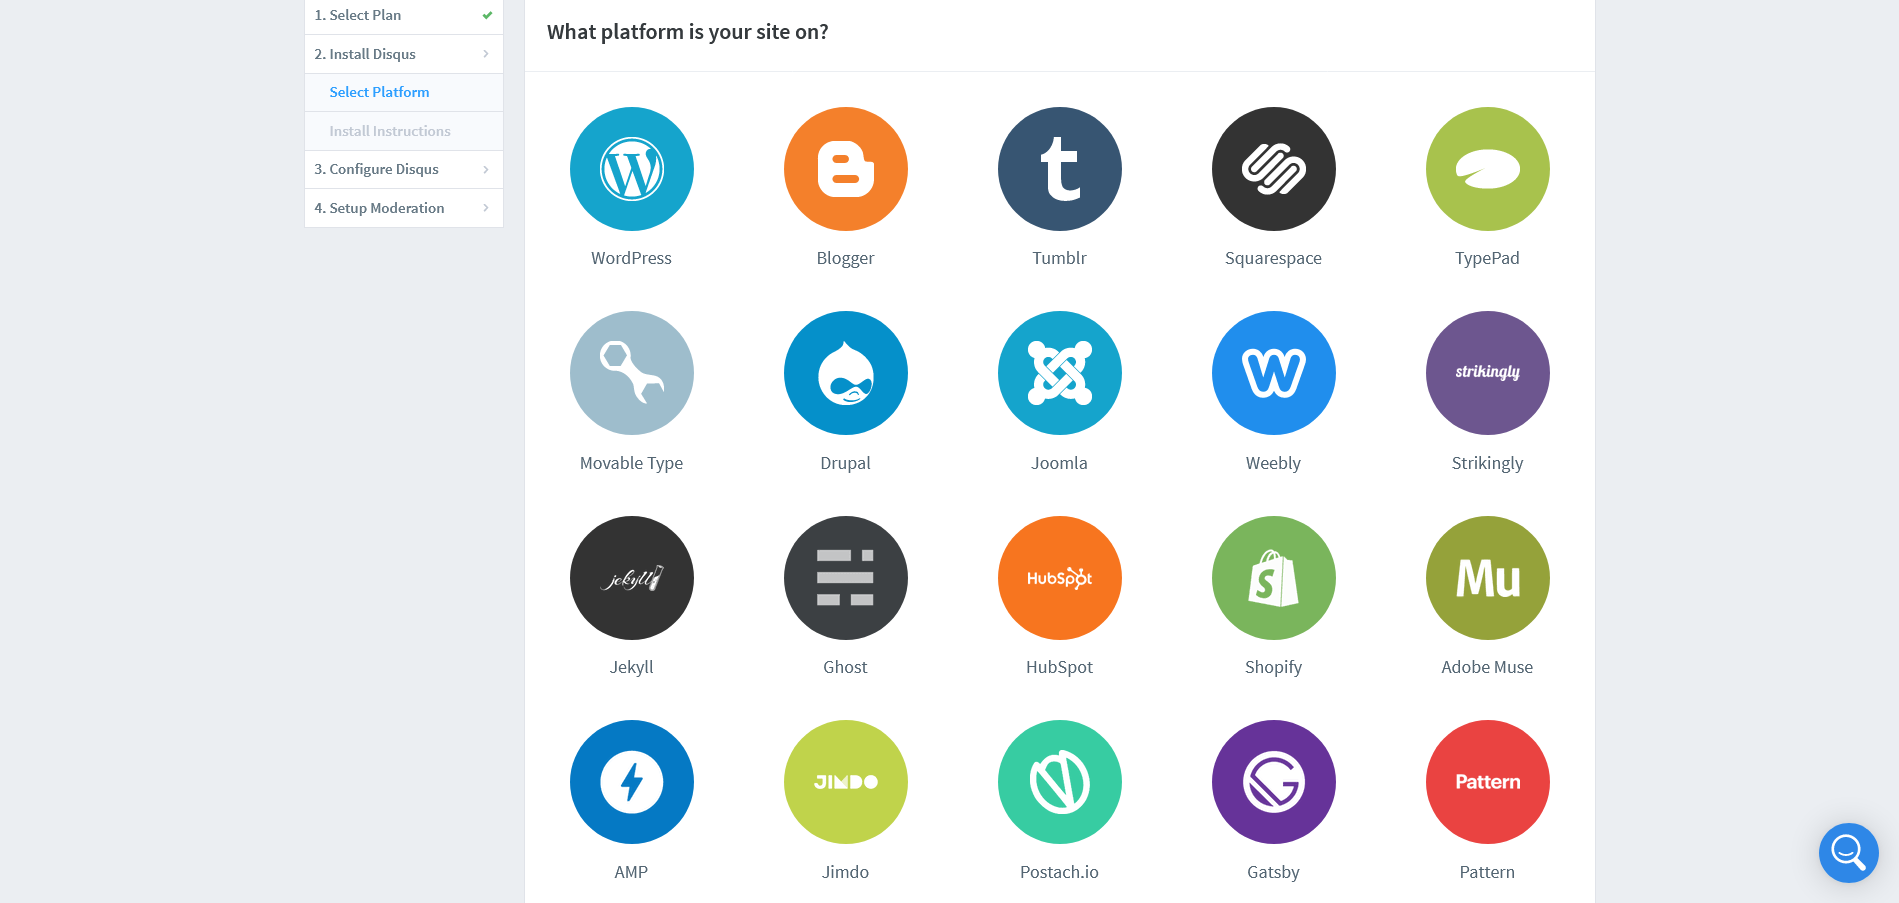 1. Select Plan
2. Install Disqus
Select Platform
Install Instructions
3. Configure Disqus
4. Setup Moderation
What platform is your site on?
WordPress Blogger Tumblr Squarespace TypePad
strikingly
Movable Type Drupal Joomla Weebly Strikingly
jekyll HubSpot Mu
Jekyll Ghost HubSpot Shopify Adobe Muse
JIMDO Pattern
AMP Jimdo Postach.io Gatsby Pattern